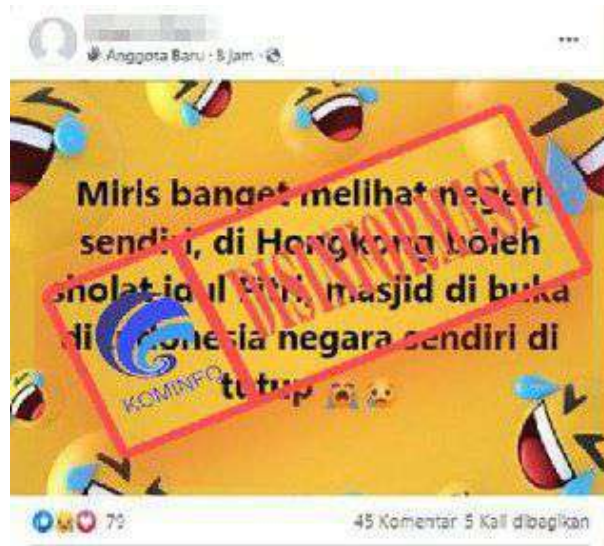 Anggota Baru · 8 Jam ·
Miris banget melihat negeri
sendiri, di Hongkong boleh
sholat idul Fitri, masjid di buka
di Indonesia negara sendiri di
tutup
DISINFORMASI
KOMINFO
79
45 Komentar 5 Kali dibagikan